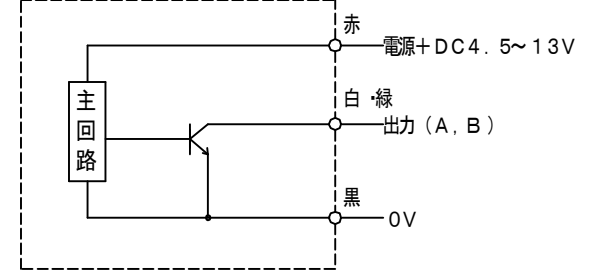 赤
電源＋DC4.5～13V
白・緑
出力（A,B）
主回路
黒
0V